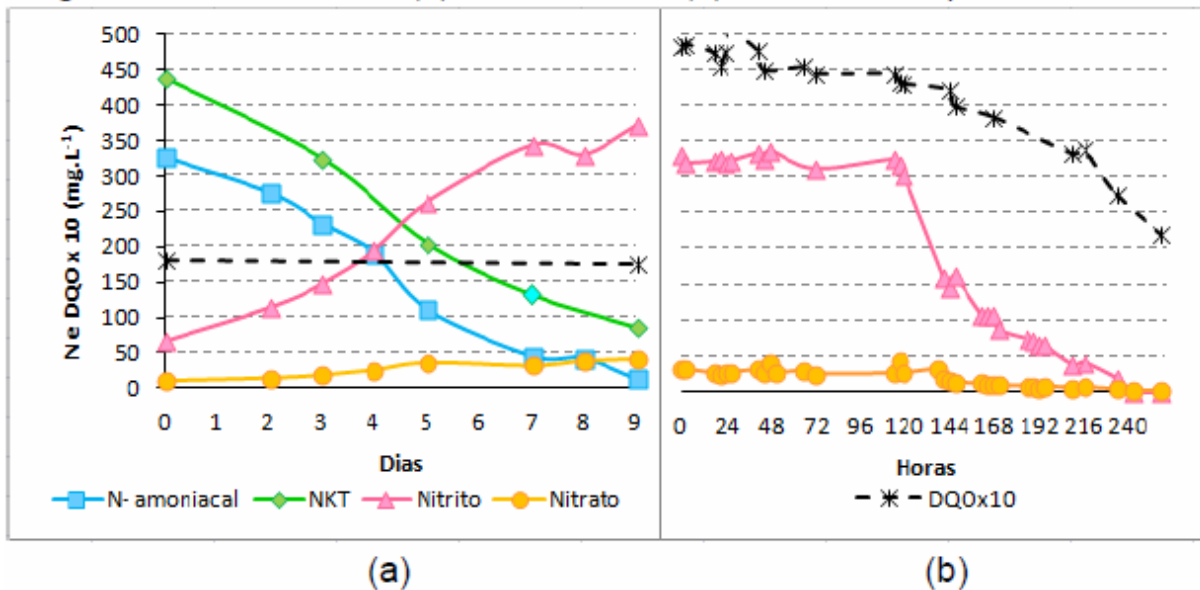 N e DQO x 10 (mg.L-1)
500
450
400
350
300
250
200
150
100
50
0
0 1 2 3 4 5 6 7 8 9
0 24 48 72 96 120 144 168 192 216 240
Dias
Horas
N- amoniacal NKT Nitrito Nitrato
DQOx10
(a) (b)